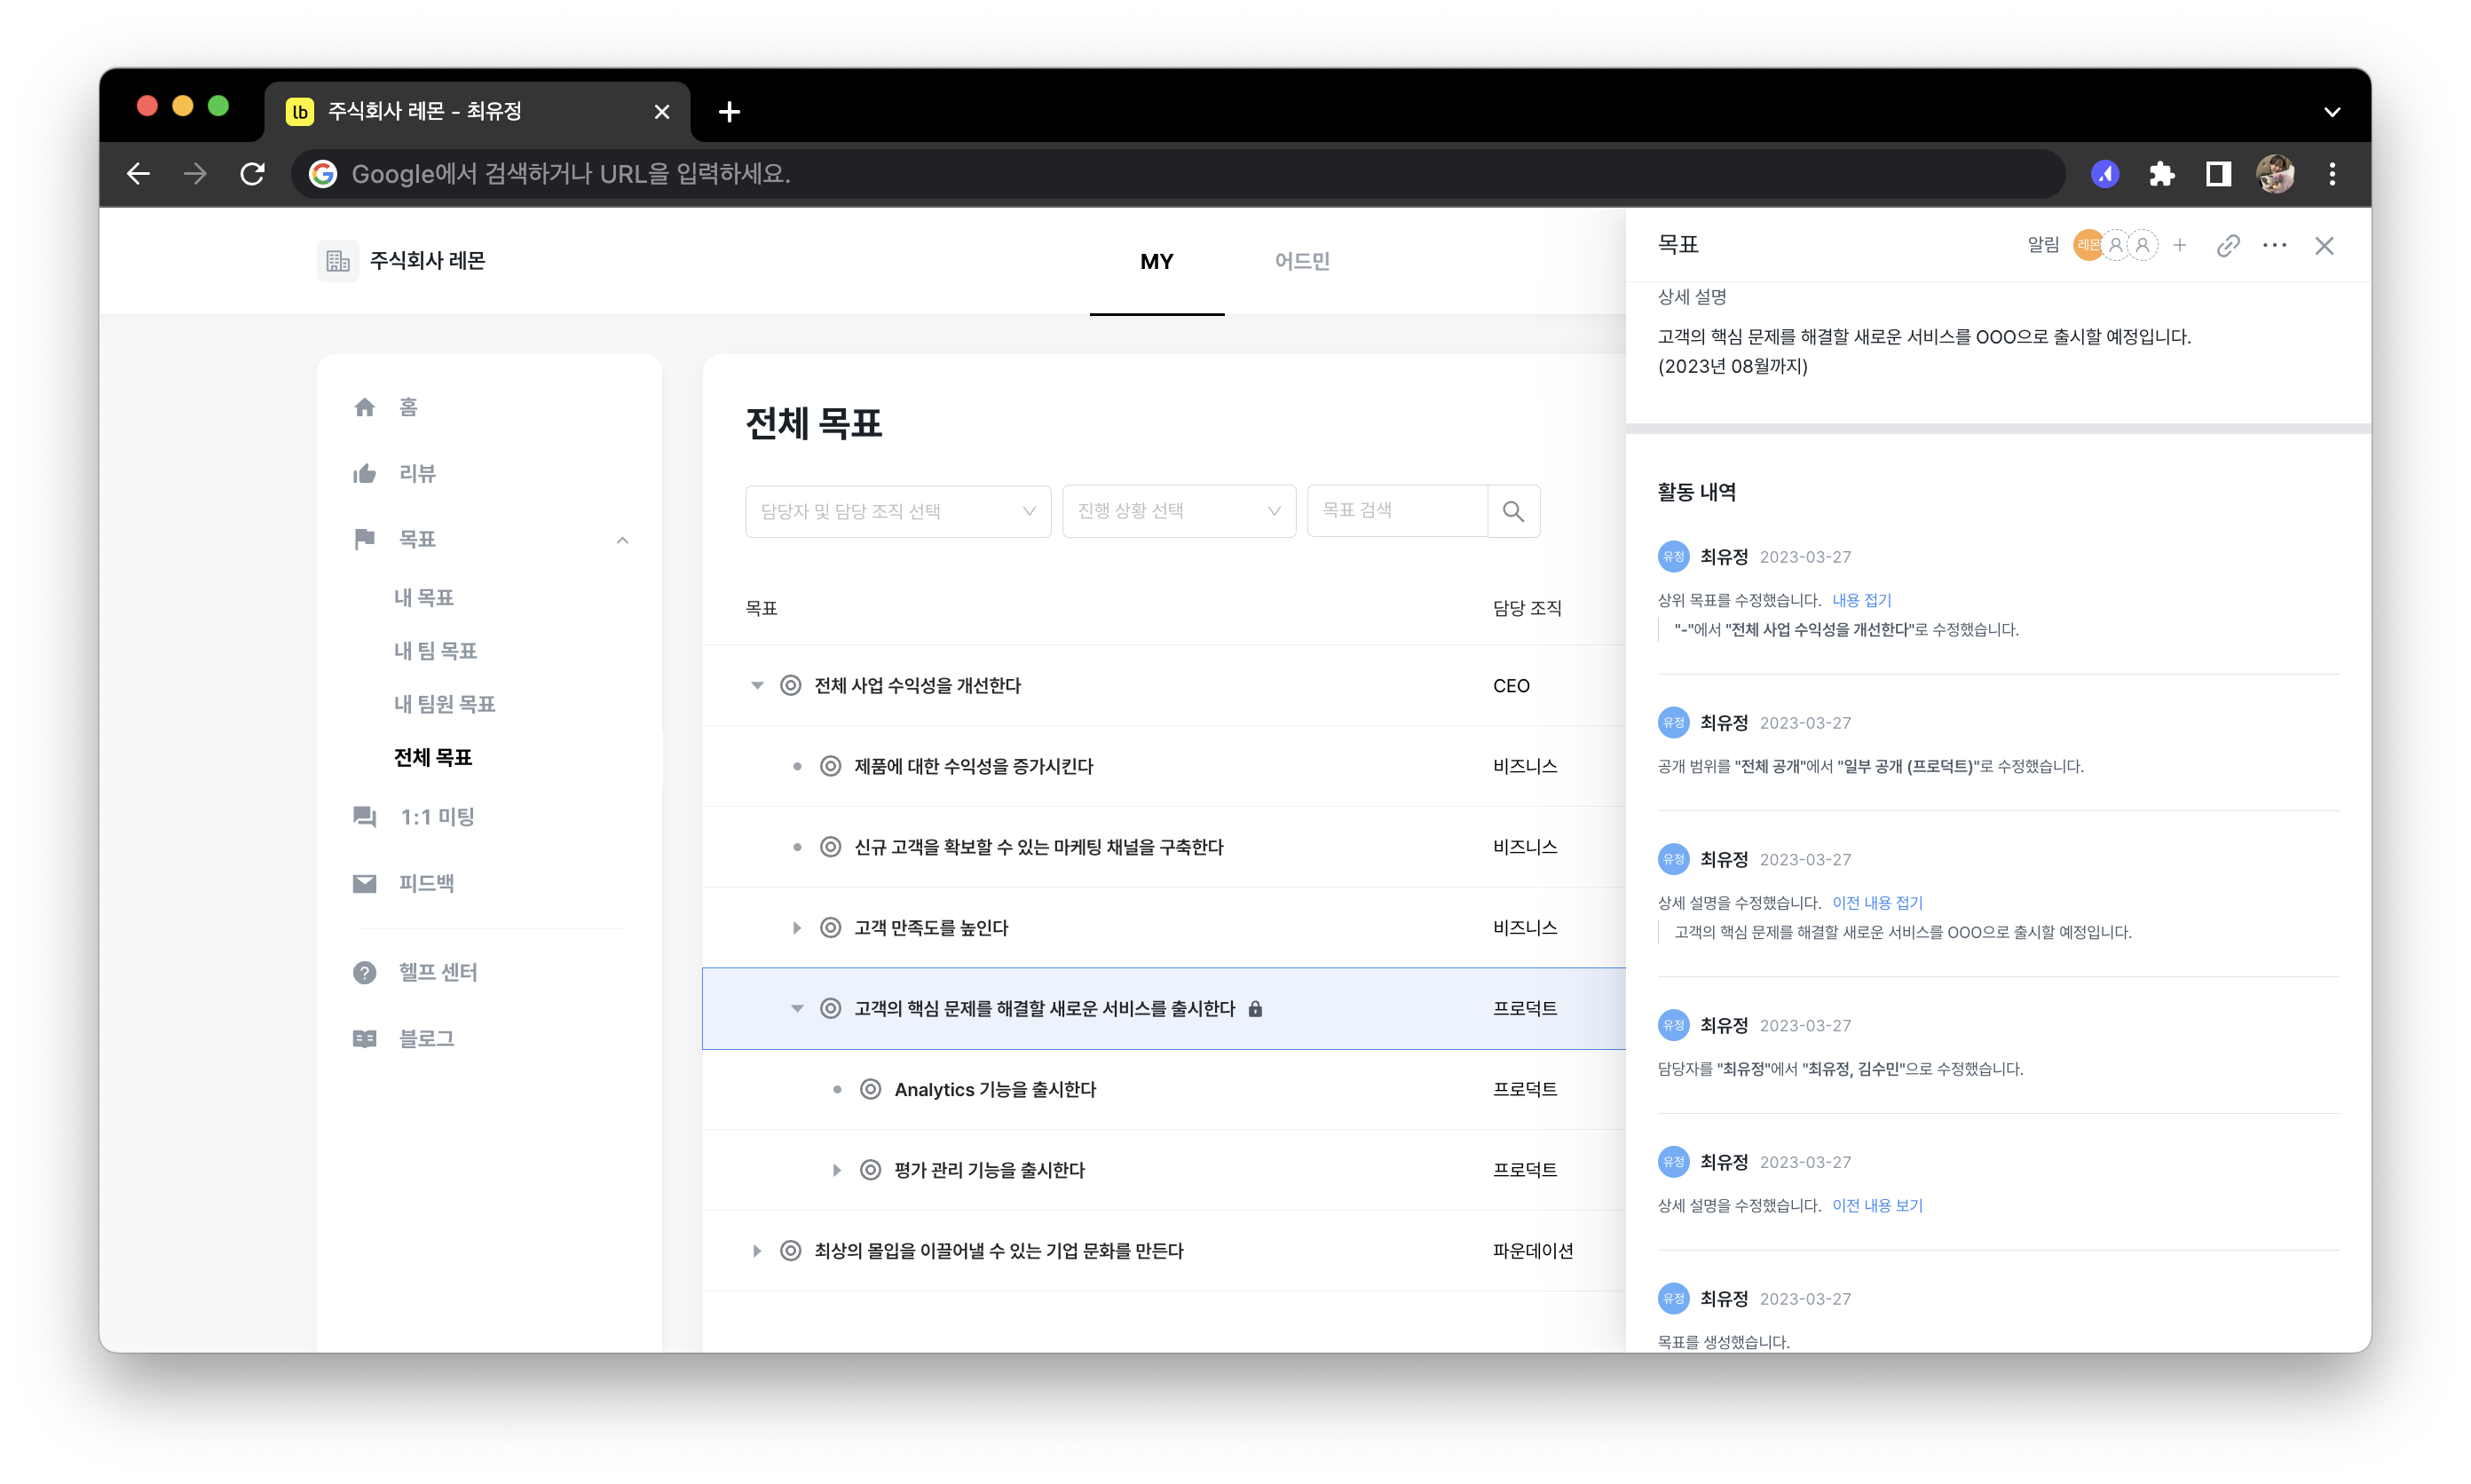 lb 주식회사 레몬 - 최유정
Google에서 검색하거나 URL을 입력하세요.
주식회사 레몬
MY
어드민
홈
리뷰
목표
내 목표
내 팀 목표
내 팀원 목표
전체 목표
1:1 미팅
피드백
헬프 센터
블로그
전체 목표
담당자 및 담당 조직 선택
진행 상황 선택
목표 검색
목표 담당 조직
전체 사업 수익성을 개선한다 CEO
제품에 대한 수익성을 증가시킨다 비즈니스
신규 고객을 확보할 수 있는 마케팅 채널을 구축한다 비즈니스
고객 만족도를 높인다 비즈니스
고객의 핵심 문제를 해결할 새로운 서비스를 출시한다 프로덕트
Analytics 기능을 출시한다 프로덕트
평가 관리 기능을 출시한다 프로덕트
최상의 몰입을 이끌어낼 수 있는 기업 문화를 만든다 파운데이션
목표
알림 레몬
상세 설명
고객의 핵심 문제를 해결할 새로운 서비스를 OOO으로 출시할 예정입니다.
(2023년 08월까지)
활동 내역
유정 최유정 2023-03-27
상위 목표를 수정했습니다. 내용 접기
"-"에서 "전체 사업 수익성을 개선한다"로 수정했습니다.
유정 최유정 2023-03-27
공개 범위를 "전체 공개"에서 "일부 공개 (프로덕트)"로 수정했습니다.
유정 최유정 2023-03-27
상세 설명을 수정했습니다. 이전 내용 접기
고객의 핵심 문제를 해결할 새로운 서비스를 OOO으로 출시할 예정입니다.
유정 최유정 2023-03-27
담당자를 "최유정"에서 "최유정, 김수민"으로 수정했습니다.
유정 최유정 2023-03-27
상세 설명을 수정했습니다. 이전 내용 보기
유정 최유정 2023-03-27
목표를 생성했습니다.